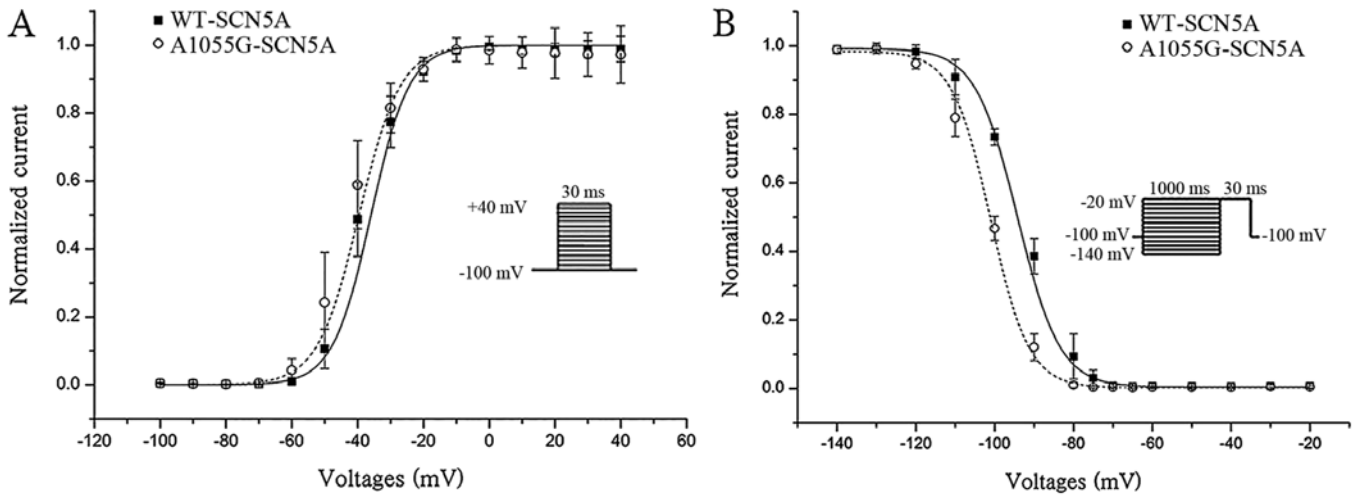 A
WT-SCN5A
A1055G-SCN5A
Normalized current
1.0
0.8
0.6
0.4
0.2
0.0
30 ms
+40 mV
-100 mV
-120 -100 -80 -60 -40 -20 0 20 40 60
Voltages (mV)
B
WT-SCN5A
A1055G-SCN5A
Normalized current
1.0
0.8
0.6
0.4
0.2
0.0
1000 ms 30 ms
-20 mV
-100 mV -100 mV
-140 mV
-140 -120 -100 -80 -60 -40 -20
Voltages (mV)